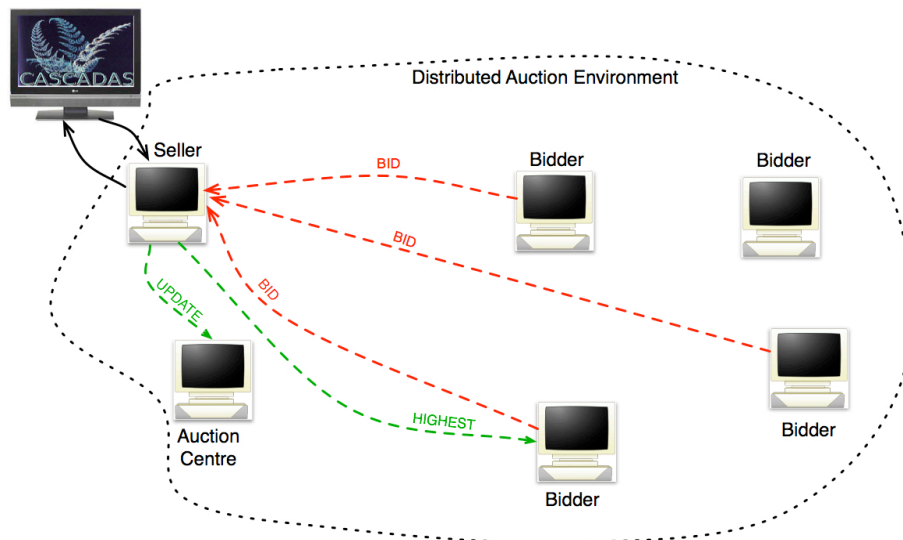 CASCADAS
Distributed Auction Environment
Seller
Bidder
Bidder
BID
BID
BID
UPDATE
HIGHEST
Auction
Centre
Bidder
Bidder